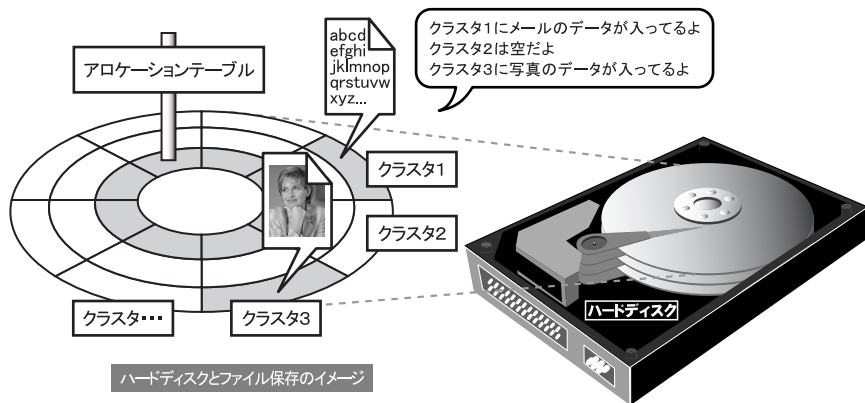 アロケーションテーブル
abcd
efghi
jklmnop
qrstuvw
xyz...
クラスタ1にメールのデータが入ってるよ
クラスタ2は空だよ
クラスタ3に写真のデータが入ってるよ
クラスタ1
クラスタ2
クラスタ3
クラスタ・・・
ハードディスク
ハードディスクとファイル保存のイメージ